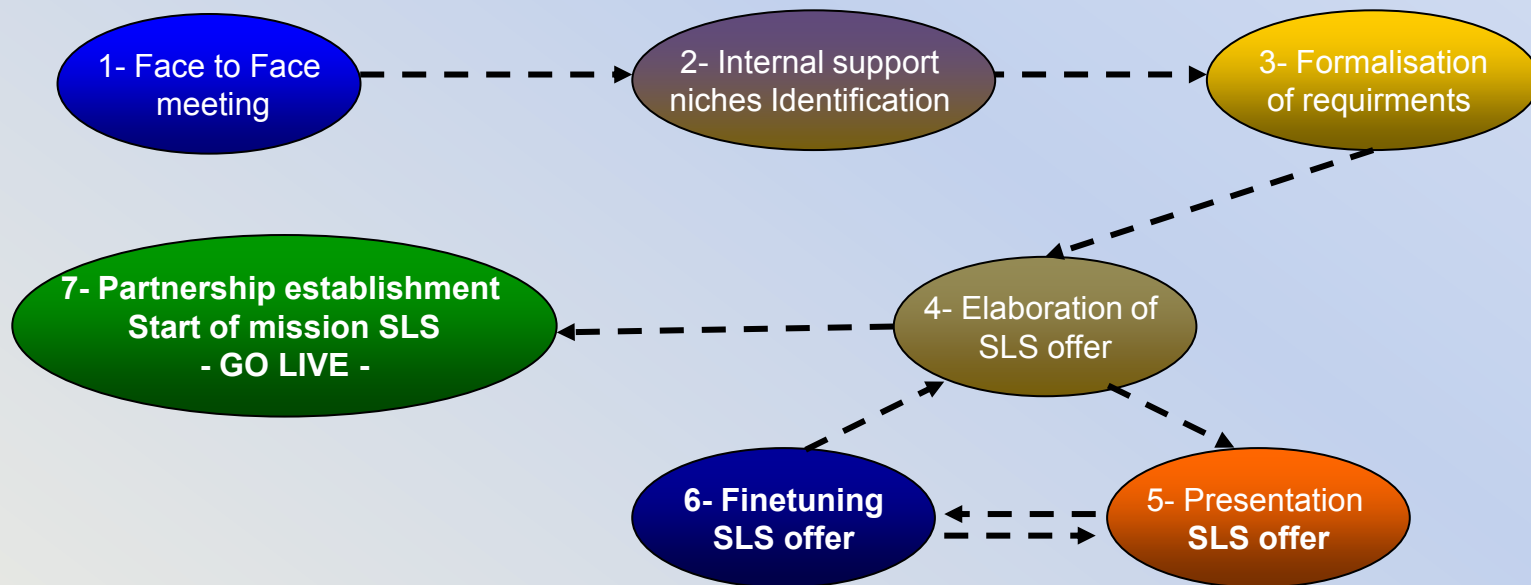 1- Face to Face
meeting
2- Internal support
niches Identification
3- Formalisation
of requirments
4- Elaboration of
SLS offer
5- Presentation
SLS offer
6- Finetuning
SLS offer
7- Partnership establishment
Start of mission SLS
- GO LIVE -